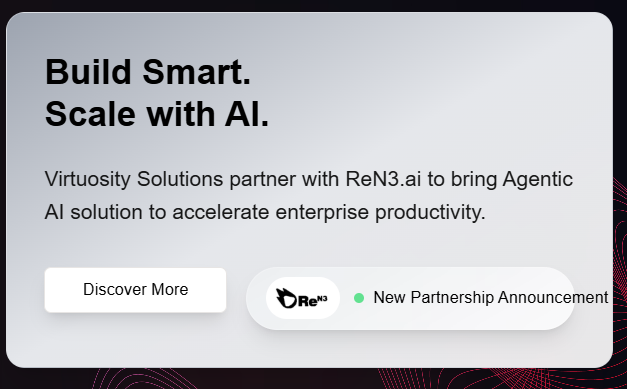 Build Smart.
Scale with AI.
Virtuosity Solutions partner with ReN3.ai to bring Agentic
AI solution to accelerate enterprise productivity.
Discover More
ReN3
New Partnership Announcement